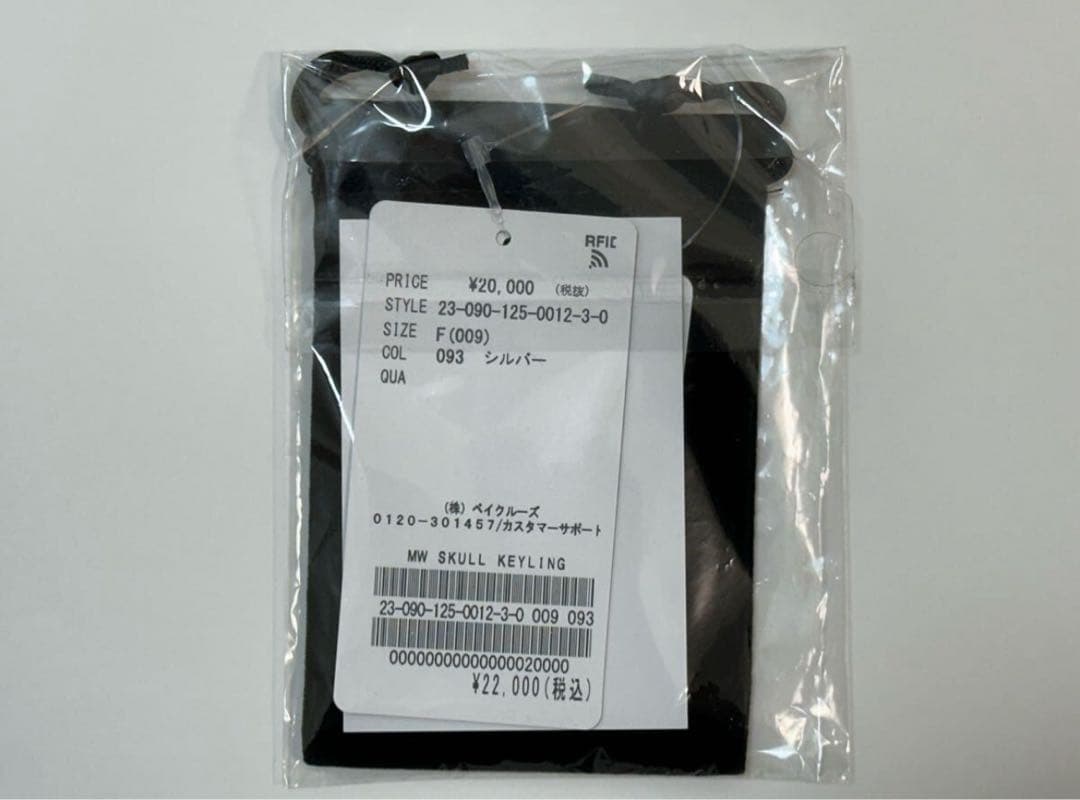 RFID
PRICE ¥20,000 (税抜)
STYLE 23-090-125-0012-3-0
SIZE F(009)
COL 093 シルバー
QUA
(株) ベイクルーズ
0120-301457/カスタマーサポート
MW SKULL KEYLING
23-090-125-0012-3-0 009 093
00000000000000020000
¥22,000(税込)